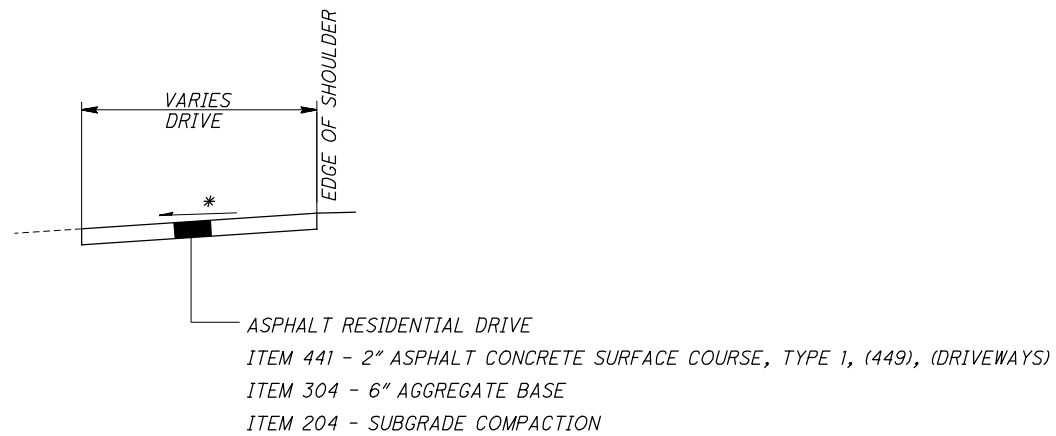 EDGE OF SHOULDER
VARIES
DRIVE
*
ASPHALT RESIDENTIAL DRIVE
ITEM 441 - 2" ASPHALT CONCRETE SURFACE COURSE, TYPE 1, (449), (DRIVEWAYS)
ITEM 304 - 6" AGGREGATE BASE
ITEM 204 - SUBGRADE COMPACTION